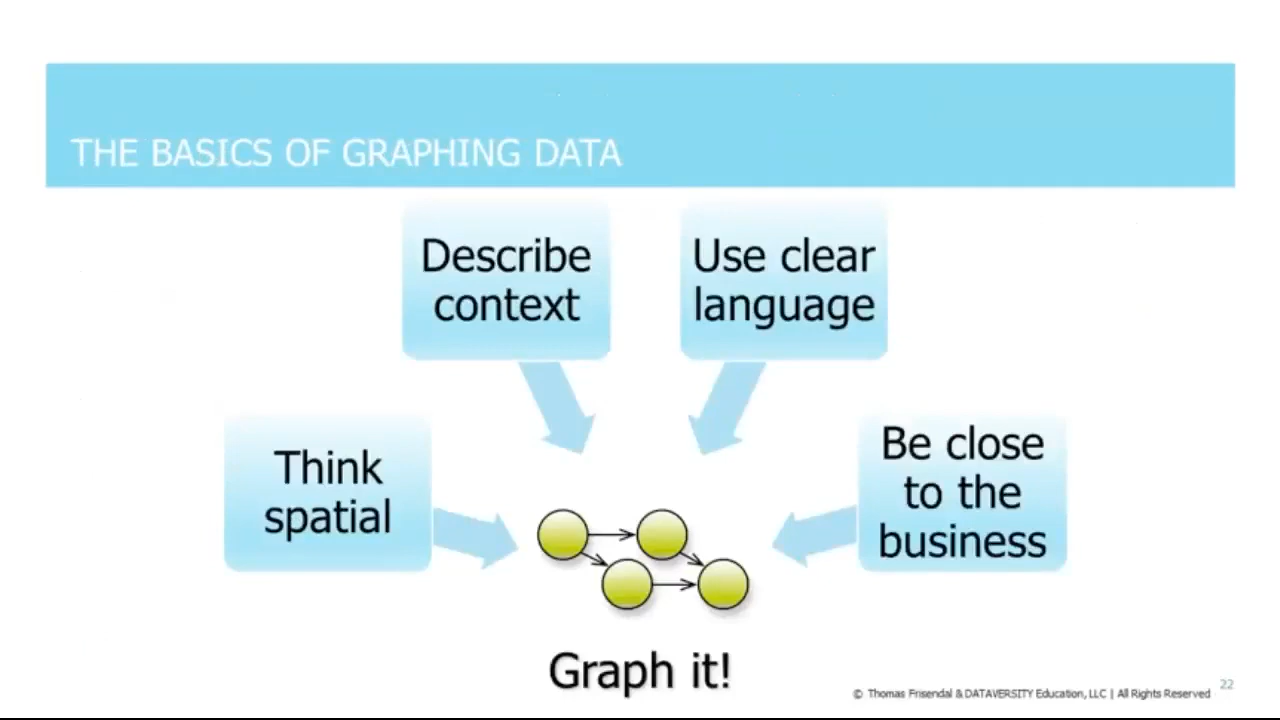 THE BASICS OF GRAPHING DATA
Describe
context
Use clear
language
Think
spatial
Be close
to the
business
Graph it!
© Thomas Frisendal & DATAVERSITY Education, LLC | All Rights Reserved
22